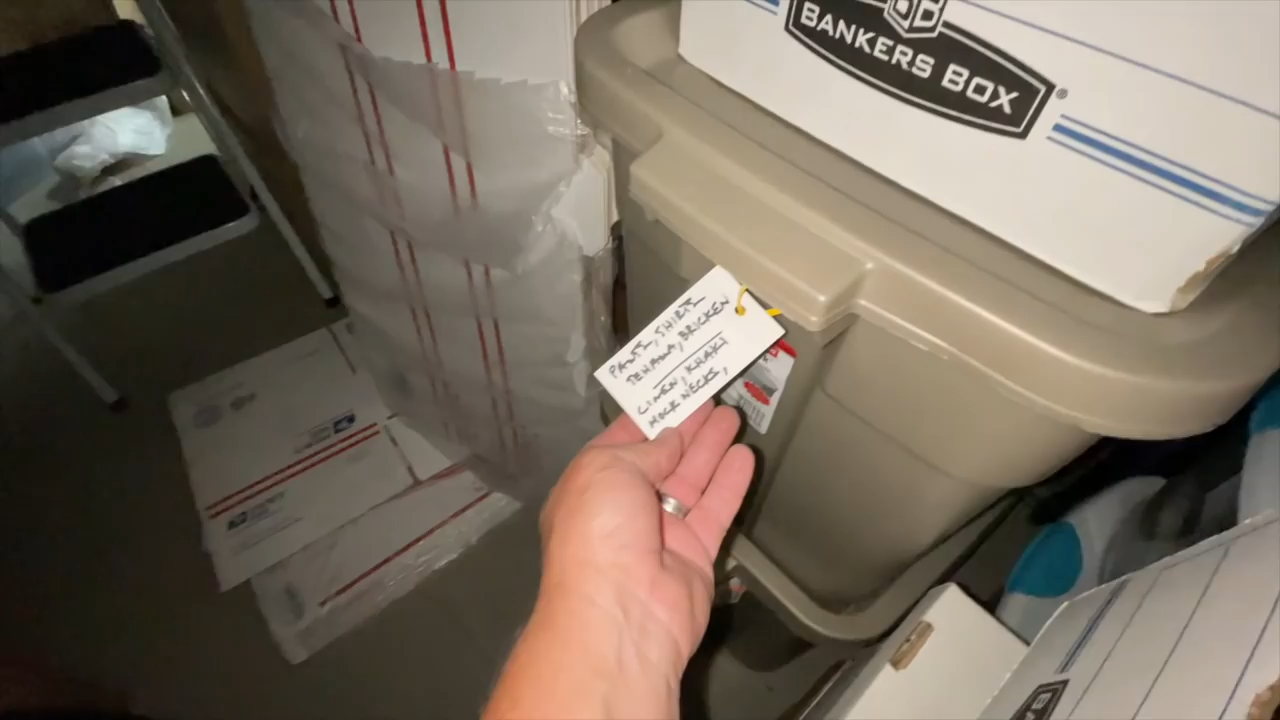 BANKERS BOX
PANTS, SHIRTS
TEHAMA, BRICKEN
LINEN, KHAKI
MOCK NECKS,